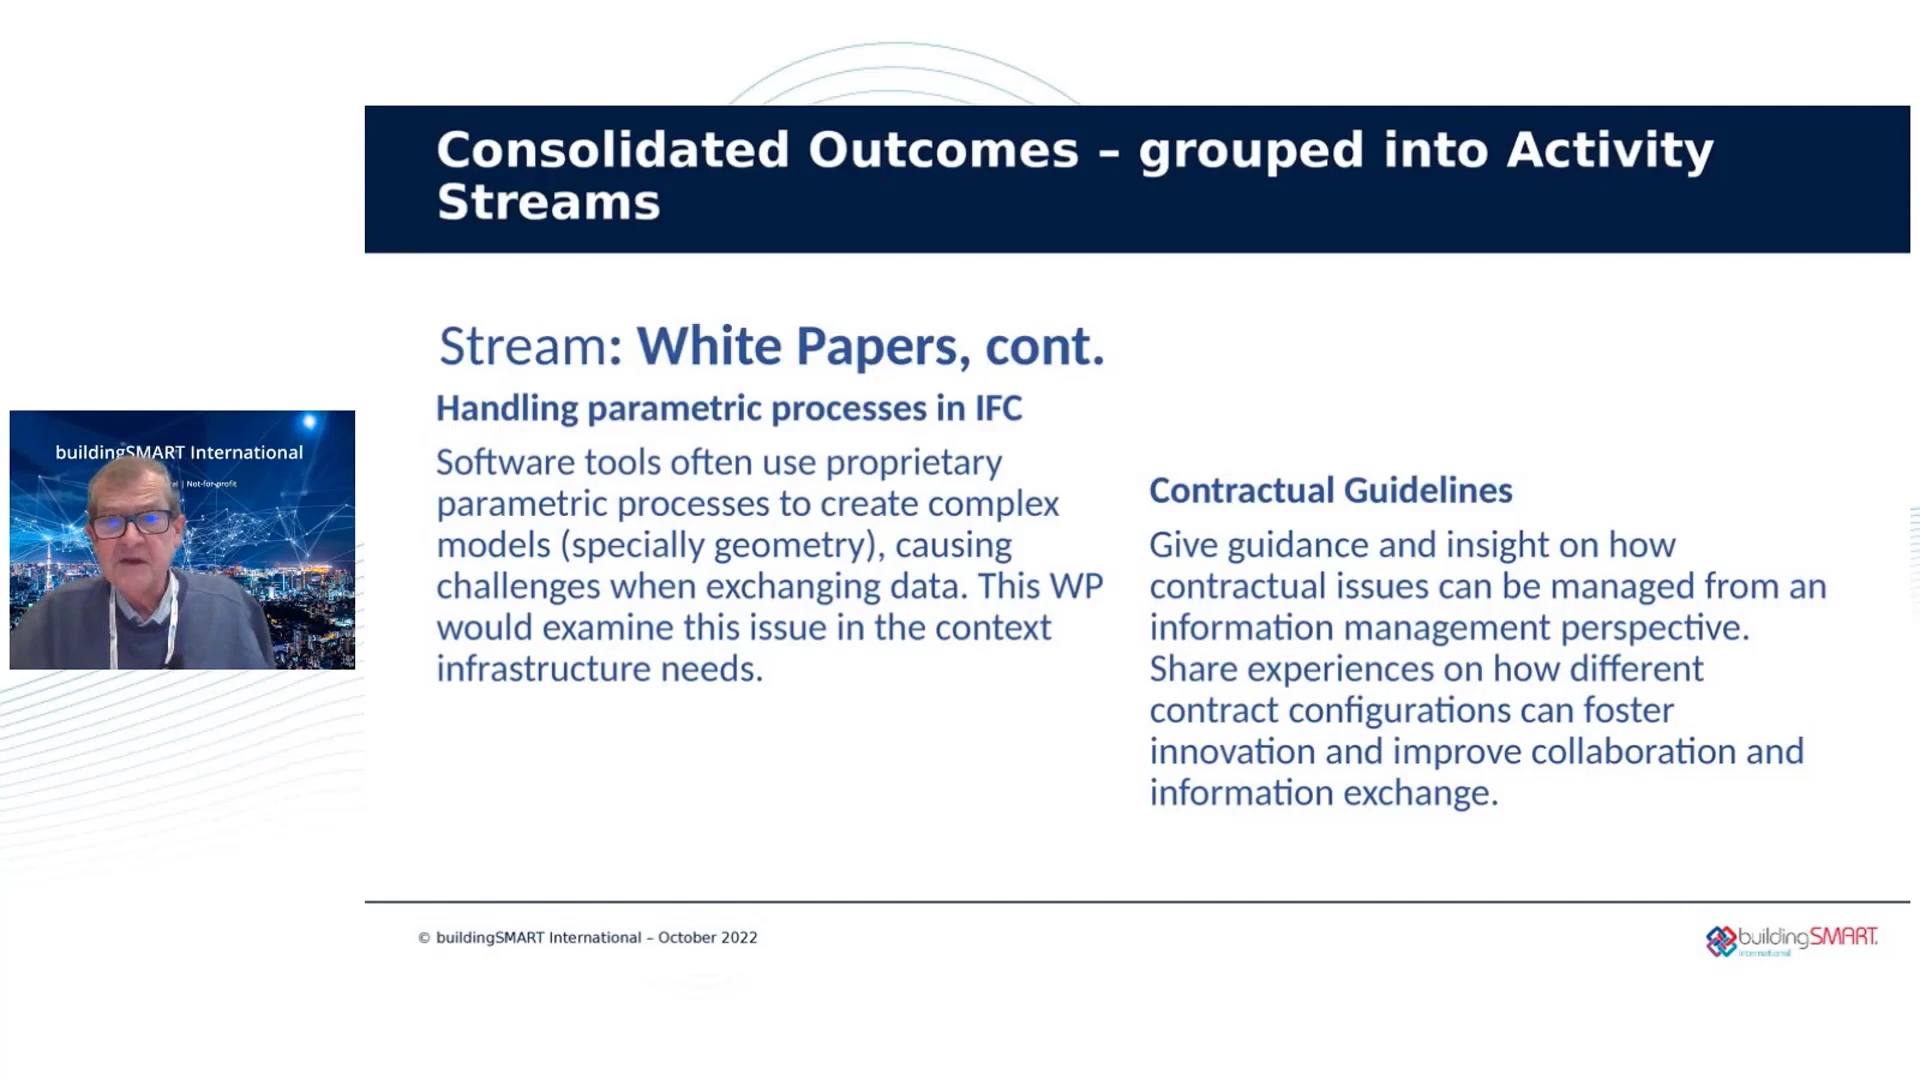 Consolidated Outcomes – grouped into Activity
Streams
Stream: White Papers, cont.
Handling parametric processes in IFC
Software tools often use proprietary
parametric processes to create complex
models (specially geometry), causing
challenges when exchanging data. This WP
would examine this issue in the context
infrastructure needs.
Contractual Guidelines
Give guidance and insight on how
contractual issues can be managed from an
information management perspective.
Share experiences on how different
contract configurations can foster
innovation and improve collaboration and
information exchange.
buildingSMART International
| Not-for-profit
© buildingSMART International – October 2022
buildingSMART.
International